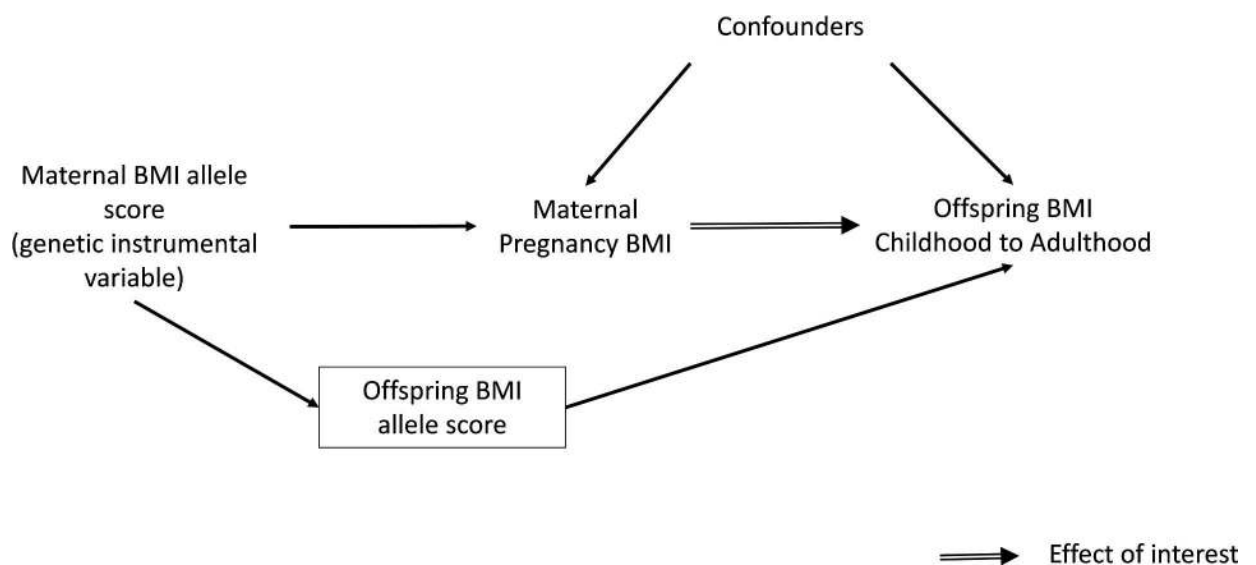 Confounders
Maternal BMI allele
score
(genetic instrumental
variable)
Maternal
Pregnancy BMI
Offspring BMI
Childhood to Adulthood
Offspring BMI
allele score
Effect of interest